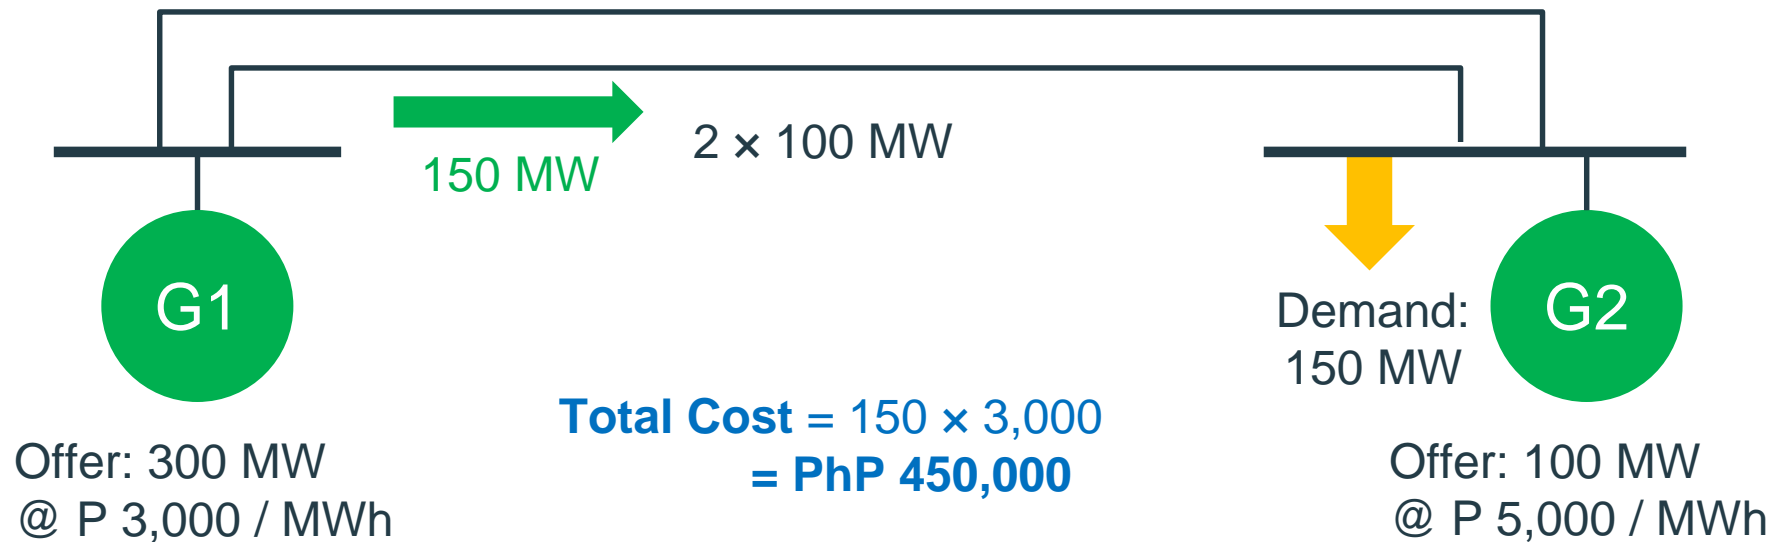 150 MW
2 × 100 MW
G1
Offer: 300 MW
@ P 3,000 / MWh
Total Cost = 150 × 3,000
= PhP 450,000
Demand:
150 MW
G2
Offer: 100 MW
@ P 5,000 / MWh